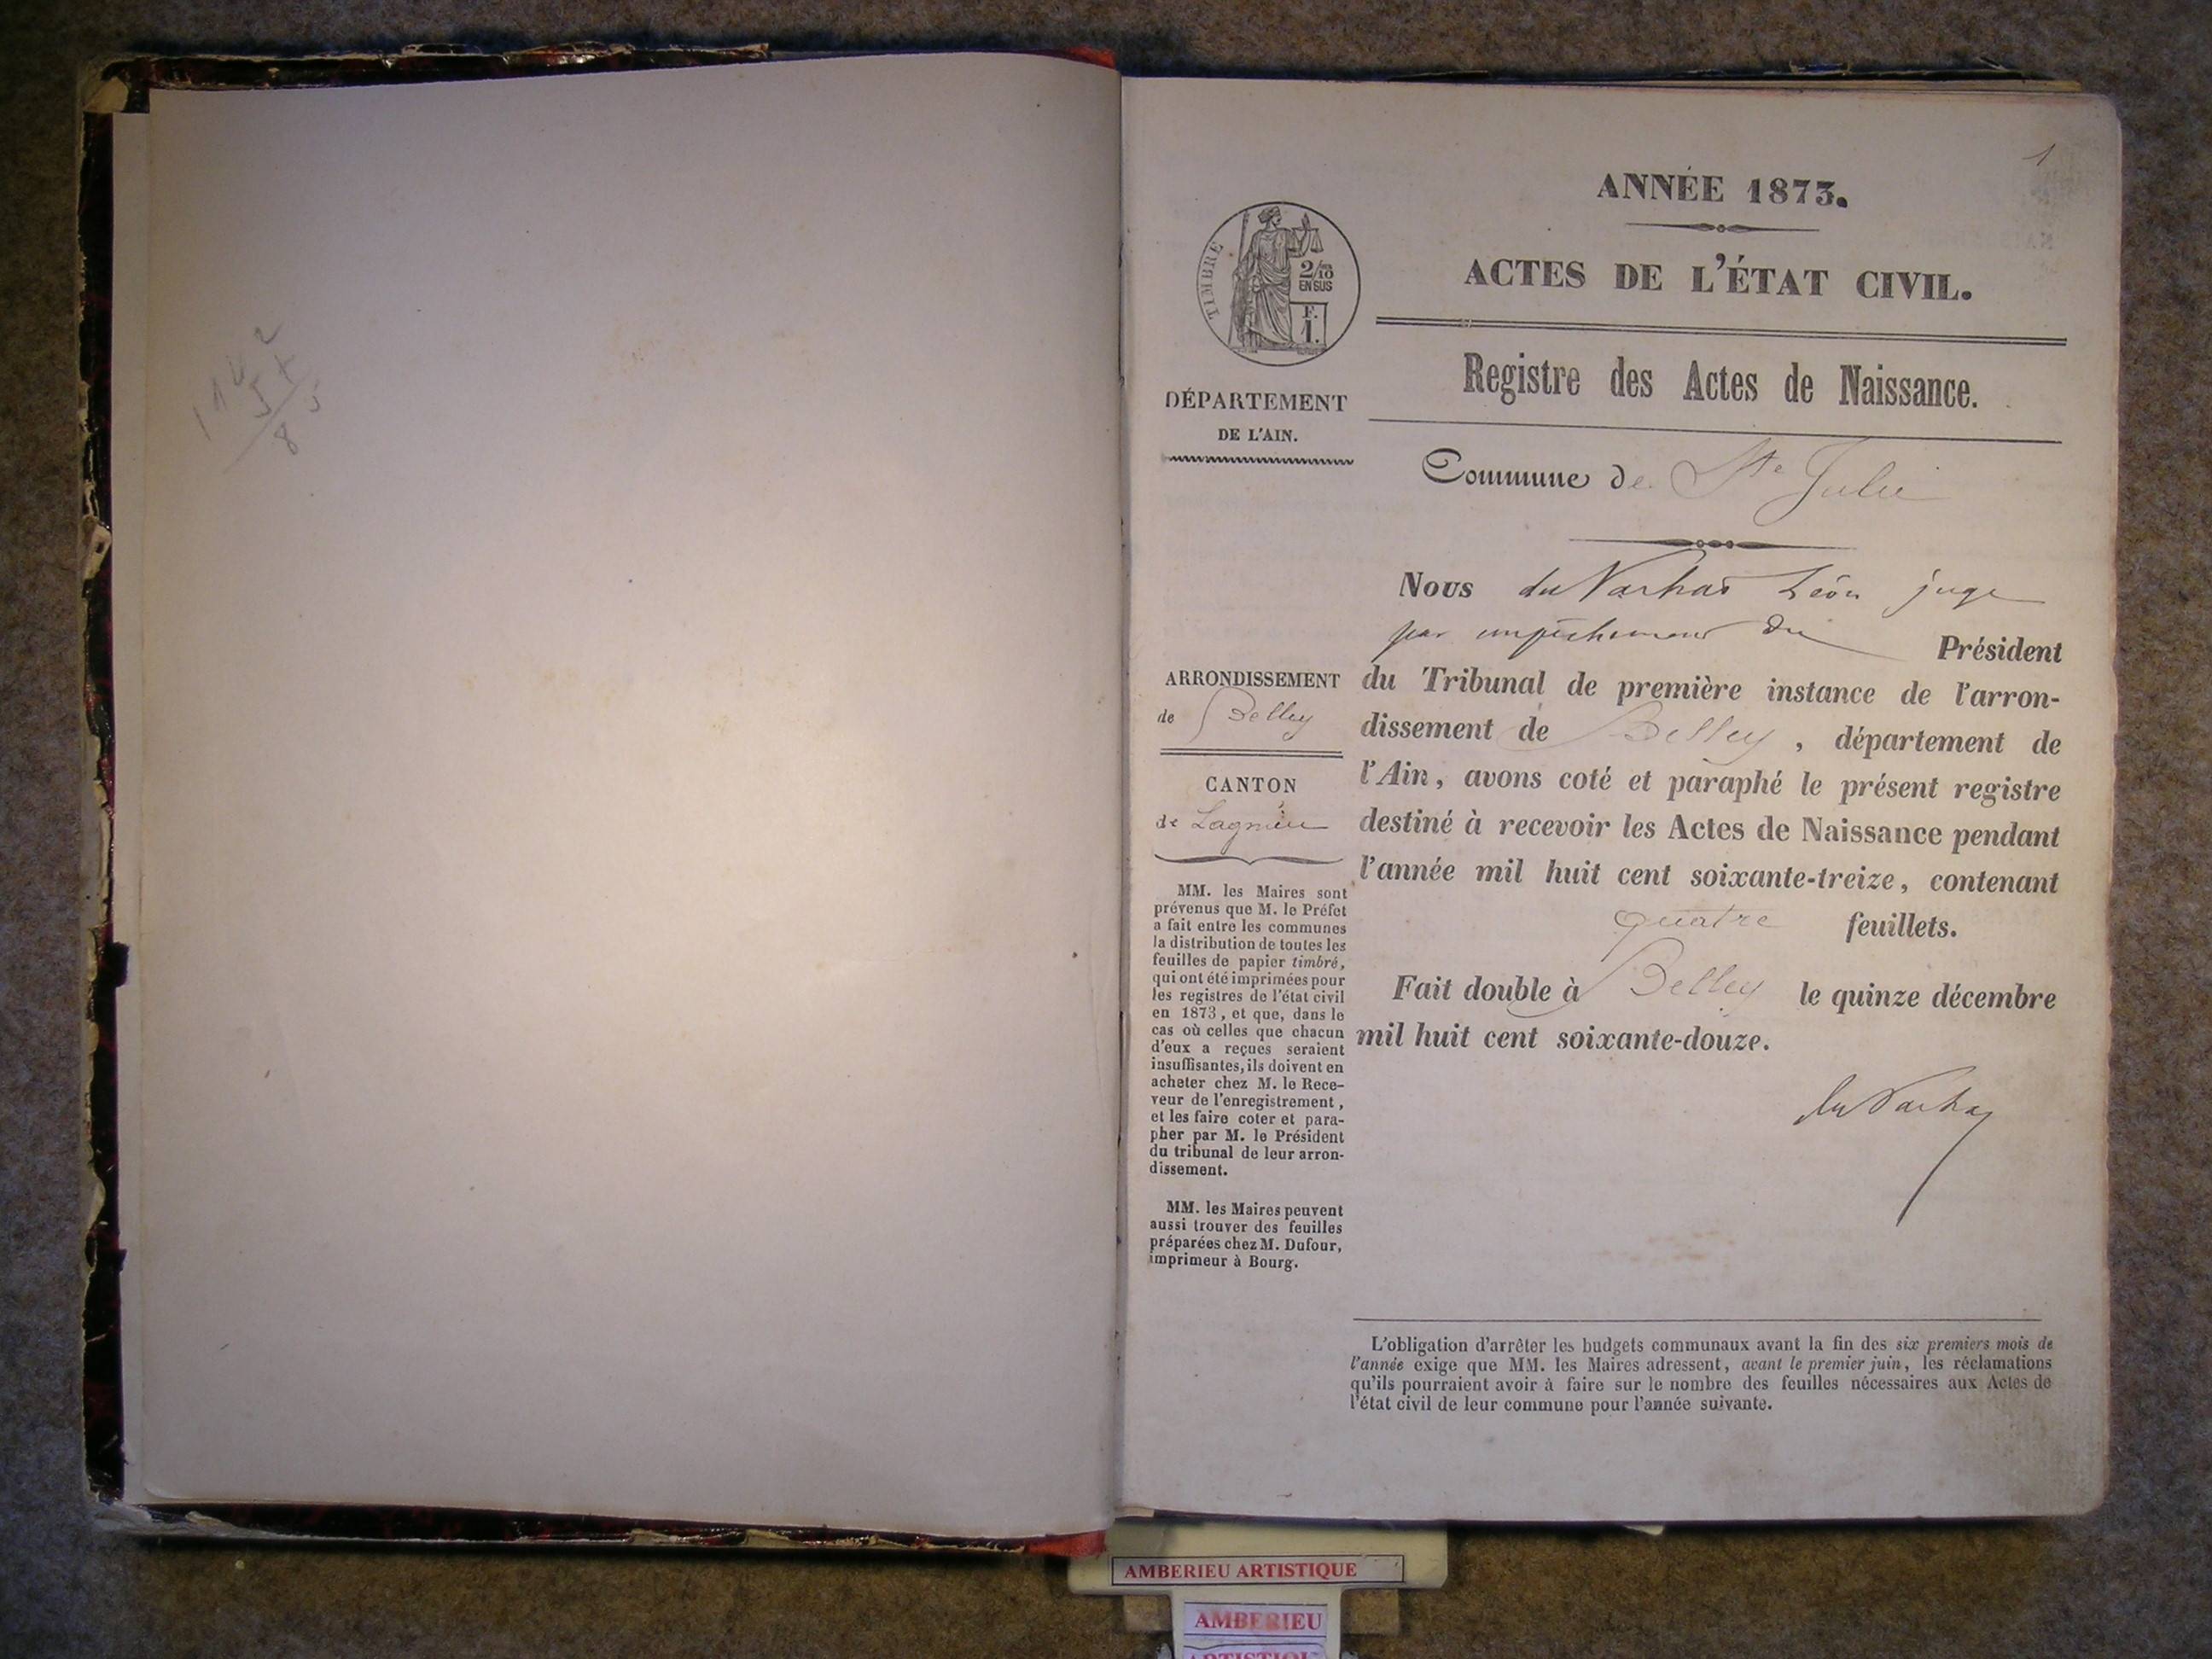 1
ANNÉE 1873.
ACTES DE L'ÉTAT CIVIL.
Registre des Actes de Naissance.
TIMBRE
2/10
EN SUS
F.
1.
DÉPARTEMENT
DE L'AIN.
Commune de Ste Julie
Nous Léon juge
par empêchement du Président
du Tribunal de première instance de l'arron-
dissement de Belley, département de
l'Ain, avons coté et paraphé le présent registre
destiné à recevoir les Actes de Naissance pendant
l'année mil huit cent soixante-treize, contenant
quatre feuillets.
Fait double à Belley le quinze décembre
mil huit cent soixante-douze.
ARRONDISSEMENT
de Belley
CANTON
de Lagnieu
MM. les Maires sont
prévenus que M. le Préfet
a fait entre les communes
la distribution de toutes les
feuilles de papier timbré,
qui ont été imprimées pour
les registres de l'état civil
en 1873, et que, dans le
cas où celles que chacun
d'eux a reçues seraient
insuffisantes, ils doivent en
acheter chez M. le Rece-
veur de l'enregistrement,
et les faire coter et para-
pher par M. le Président
du tribunal de leur arron-
dissement.
MM. les Maires peuvent
aussi trouver des feuilles
préparées chez M. Dufour,
imprimeur à Bourg.
L'obligation d'arrêter les budgets communaux avant la fin des six premiers mois de
l'année exige que MM. les Maires adressent, avant le premier juin, les réclamations
qu'ils pourraient avoir à faire sur le nombre des feuilles nécessaires aux Actes de
l'état civil de leur commune pour l'année suivante.
AMBERIEU ARTISTIQUE
AMBERIEU